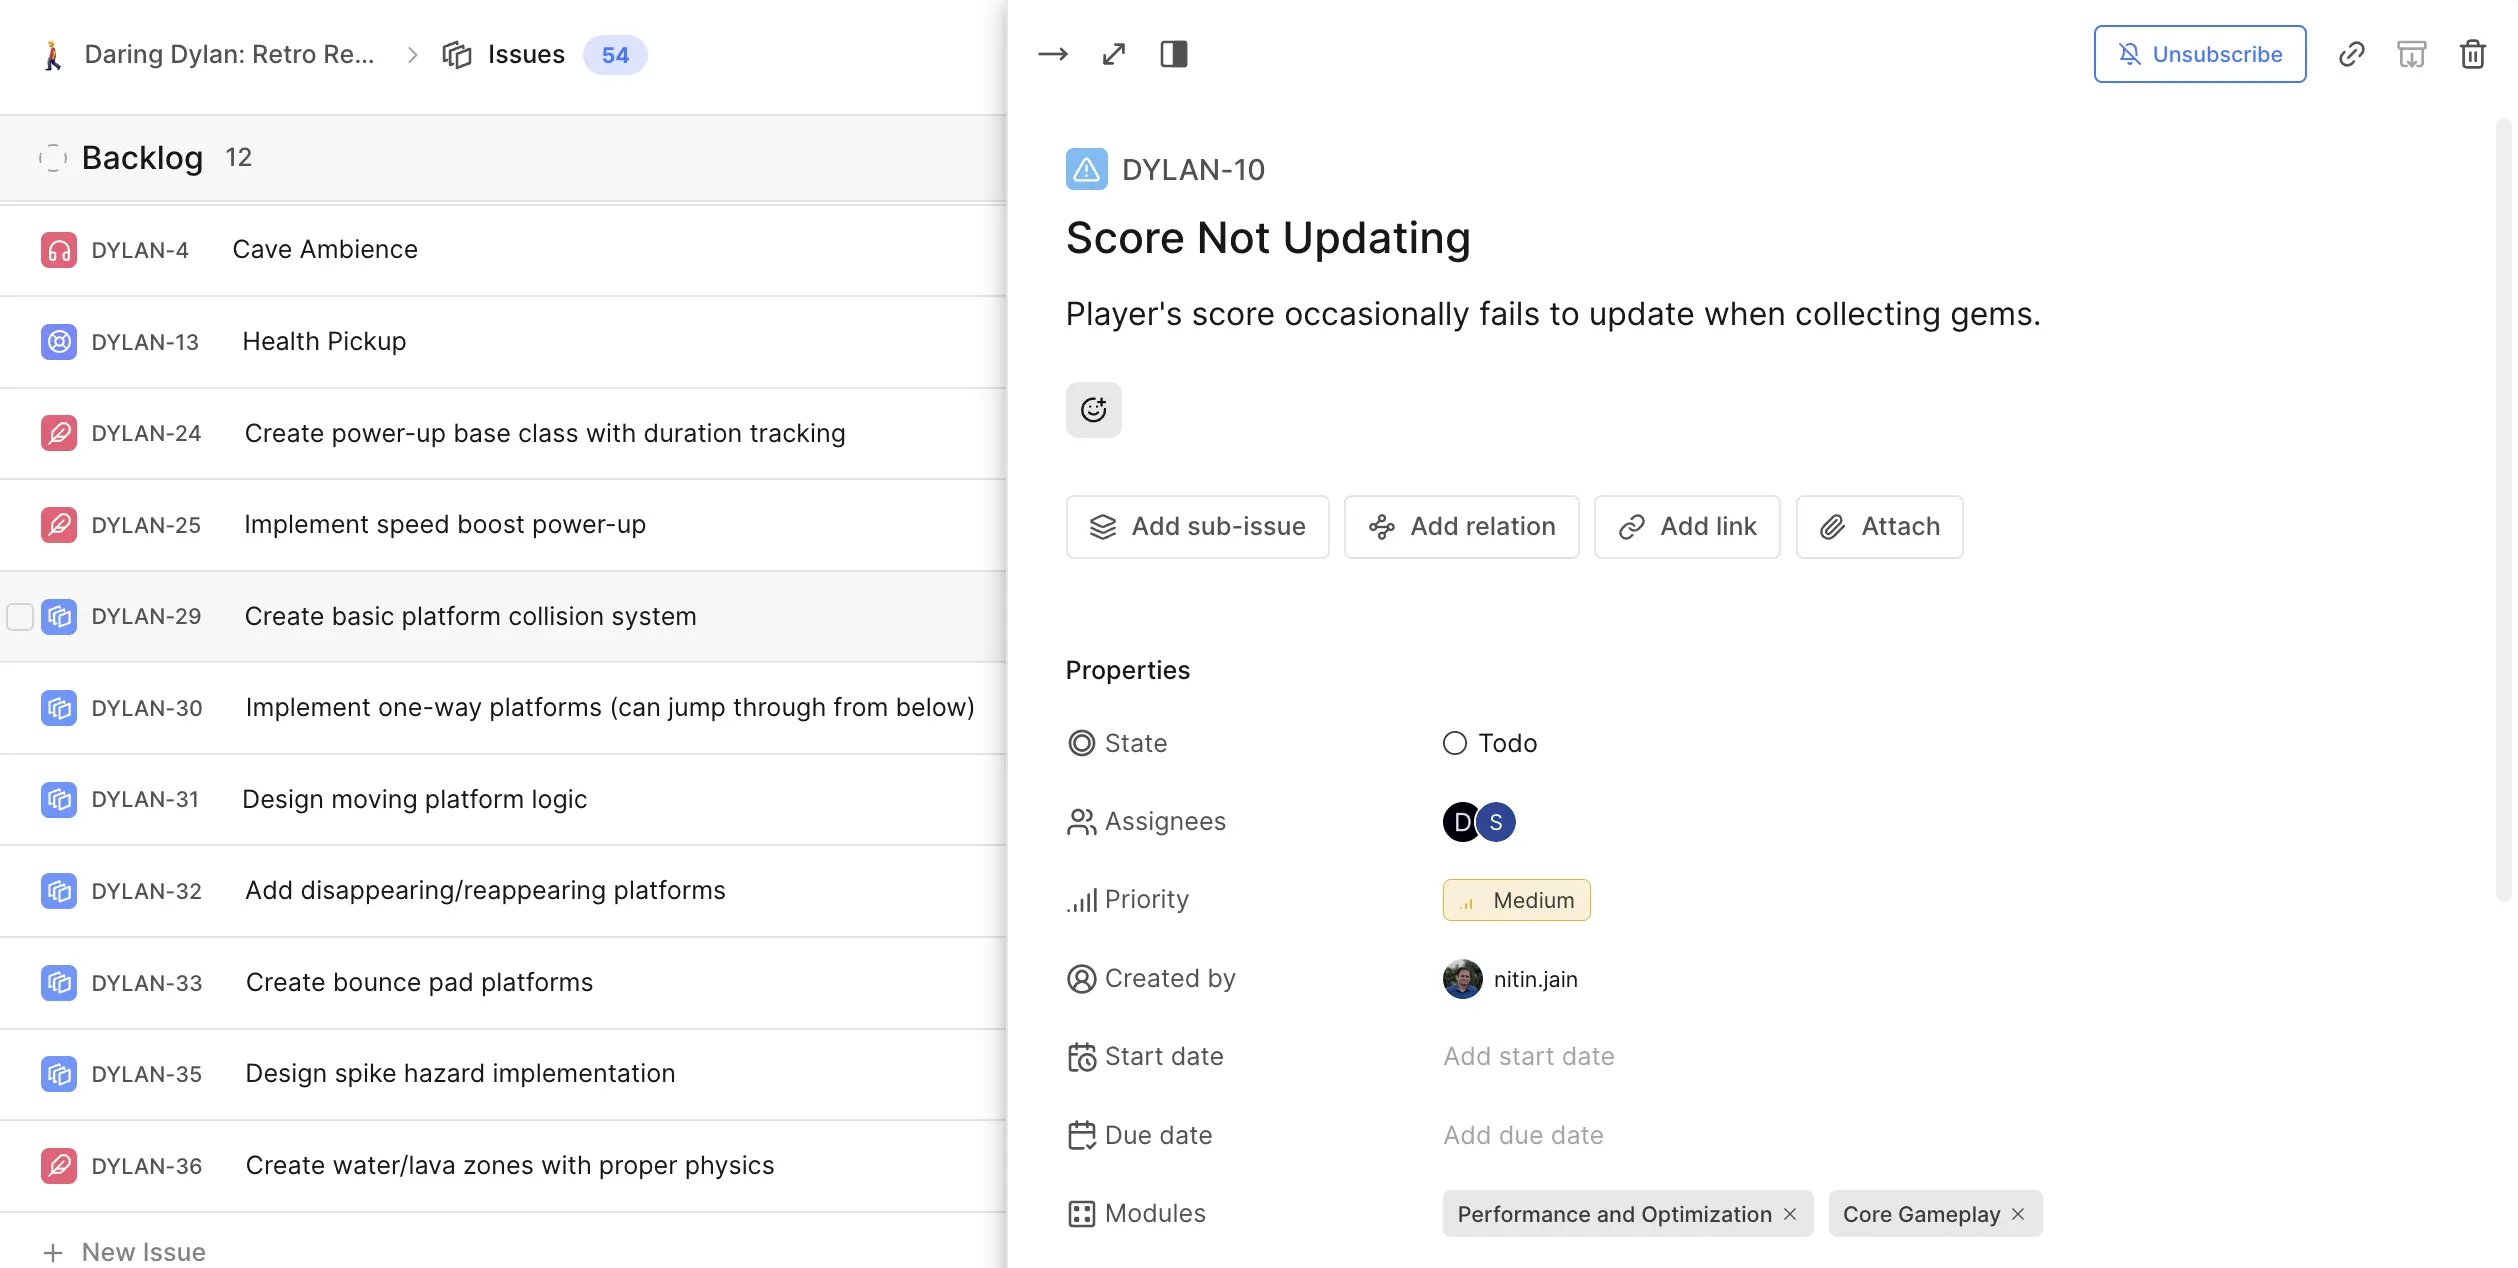 Daring Dylan: Retro Re... > Issues 54
Backlog 12
DYLAN-4 Cave Ambience
DYLAN-13 Health Pickup
DYLAN-24 Create power-up base class with duration tracking
DYLAN-25 Implement speed boost power-up
DYLAN-29 Create basic platform collision system
DYLAN-30 Implement one-way platforms (can jump through from below)
DYLAN-31 Design moving platform logic
DYLAN-32 Add disappearing/reappearing platforms
DYLAN-33 Create bounce pad platforms
DYLAN-35 Design spike hazard implementation
DYLAN-36 Create water/lava zones with proper physics
+ New Issue
Unsubscribe
DYLAN-10
Score Not Updating
Player's score occasionally fails to update when collecting gems.
Add sub-issue Add relation Add link Attach
Properties
State Todo
Assignees D S
Priority Medium
Created by nitin.jain
Start date Add start date
Due date Add due date
Modules Performance and Optimization × Core Gameplay ×